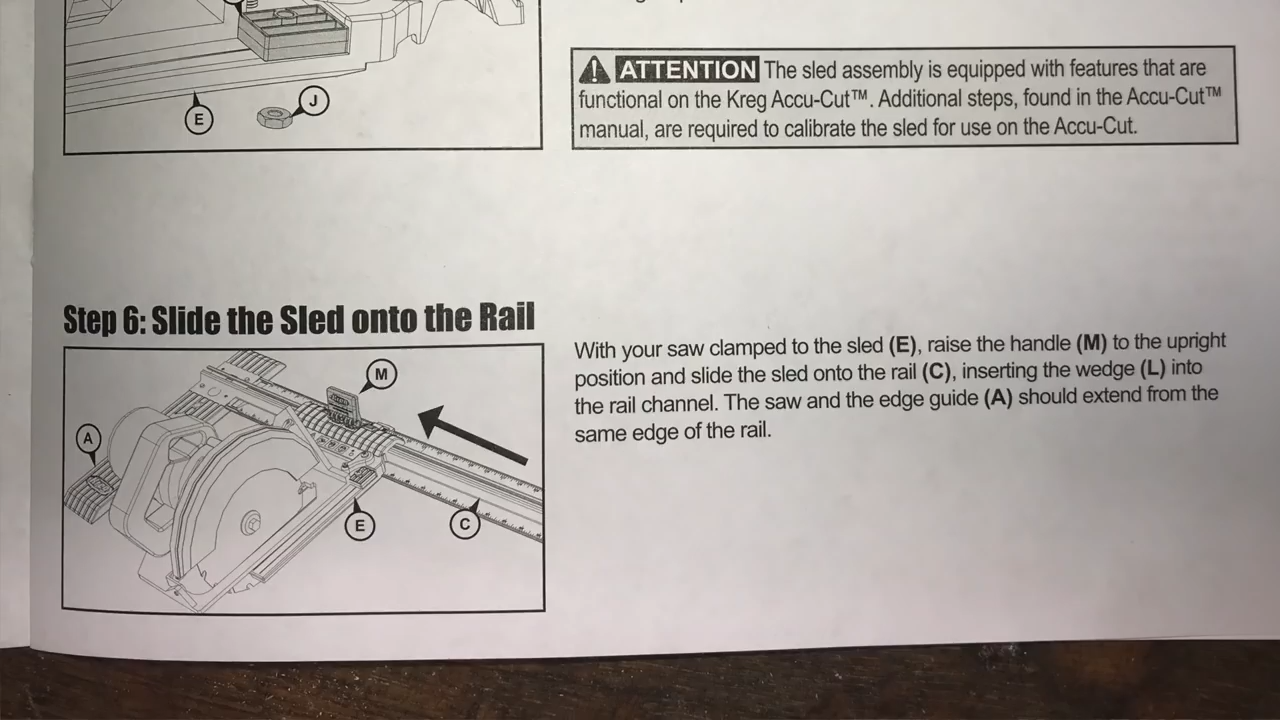 J
E
⚠ ATTENTION The sled assembly is equipped with features that are
functional on the Kreg Accu-Cut™. Additional steps, found in the Accu-Cut™
manual, are required to calibrate the sled for use on the Accu-Cut.
Step 6: Slide the Sled onto the Rail
With your saw clamped to the sled (E), raise the handle (M) to the upright
position and slide the sled onto the rail (C), inserting the wedge (L) into
the rail channel. The saw and the edge guide (A) should extend from the
same edge of the rail.
M
A
E
C